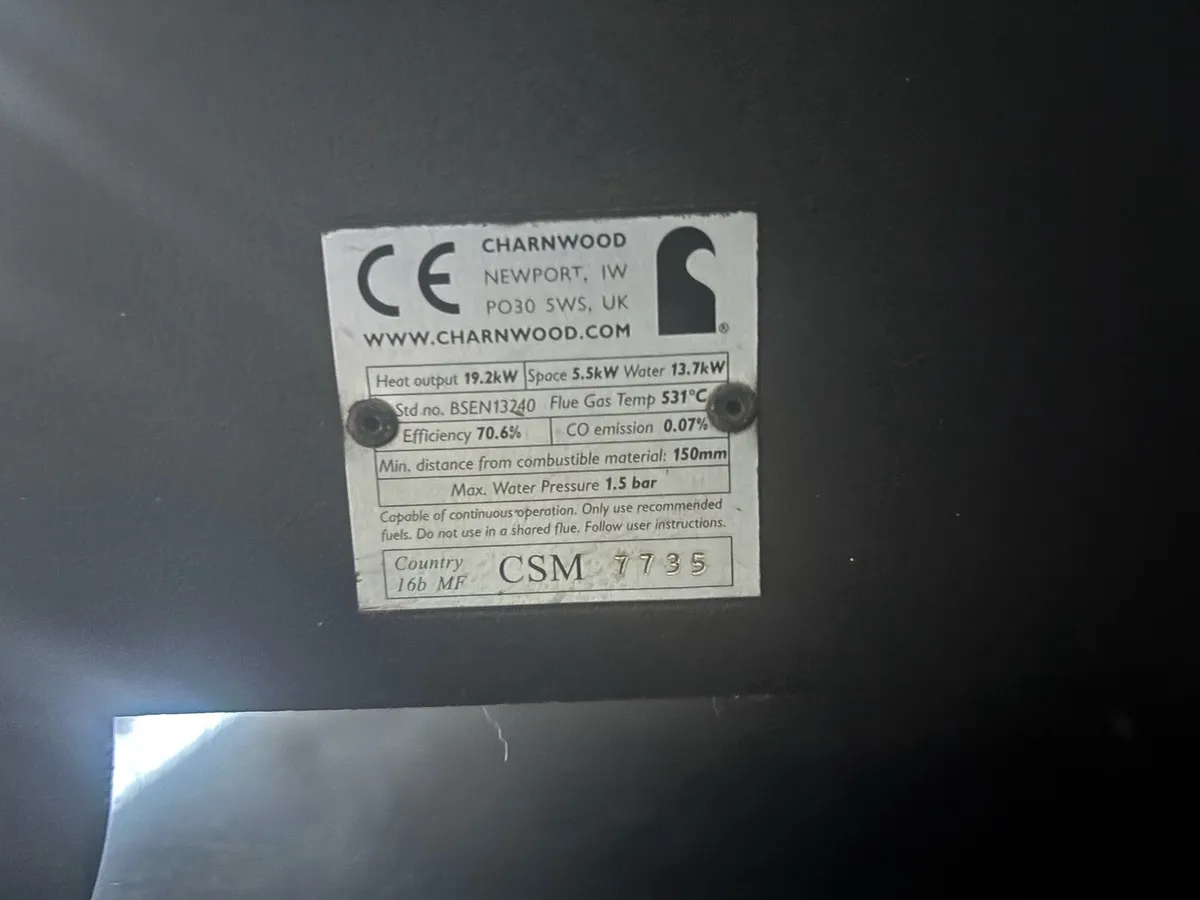 CE CHARNWOOD
NEWPORT, IW
PO30 5WS, UK
WWW.CHARNWOOD.COM
®
Heat output 19.2kW Space 5.5kW Water 13.7kW
Std no. BSEN13240 Flue Gas Temp 531°C
Efficiency 70.6% CO emission 0.07%
Min. distance from combustible material: 150mm
Max. Water Pressure 1.5 bar
Capable of continuous operation. Only use recommended
fuels. Do not use in a shared flue. Follow user instructions.
Country
16b MF CSM 7735